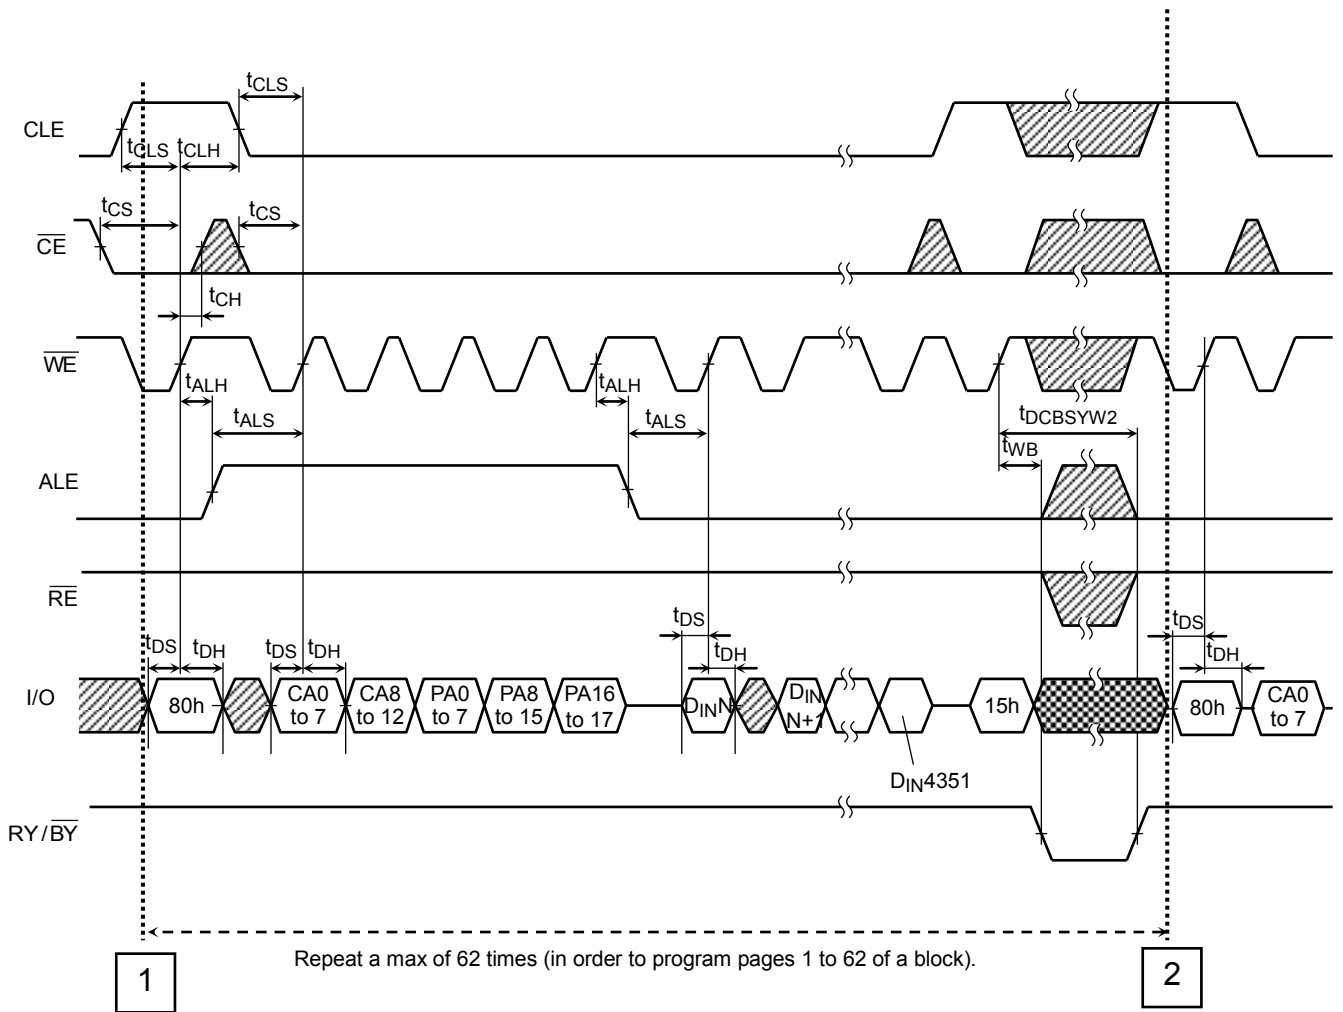 tCLS
CLE
tCLS tCLH
tCS tCS
CE
tCH
WE
tALH tALH
tALS tALS tDCBSYW2
tWB
ALE
RE
tDS tDS
tDS tDH tDS tDH tDH tDH
I/O
80h
CA0
to 7
CA8
to 12
PA0
to 7
PA8
to 15
PA16
to 17
DINN
DIN
N+1
15h
80h
CA0
to 7
DIN4351
RY/BY
Repeat a max of 62 times (in order to program pages 1 to 62 of a block).
1 2